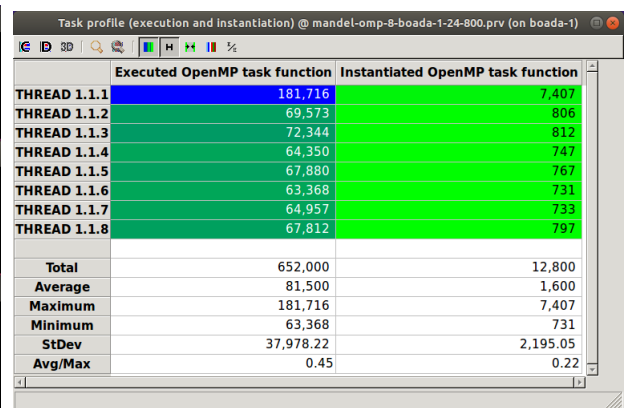 Task profile (execution and instantiation) @ mandel-omp-8-boada-1-24-800.prv (on boada-1)
IC ID 3D H ½
Executed OpenMP task function Instantiated OpenMP task function
THREAD 1.1.1 181,716 7,407
THREAD 1.1.2 69,573 806
THREAD 1.1.3 72,344 812
THREAD 1.1.4 64,350 747
THREAD 1.1.5 67,880 767
THREAD 1.1.6 63,368 731
THREAD 1.1.7 64,957 733
THREAD 1.1.8 67,812 797
Total 652,000 12,800
Average 81,500 1,600
Maximum 181,716 7,407
Minimum 63,368 731
StDev 37,978.22 2,195.05
Avg/Max 0.45 0.22